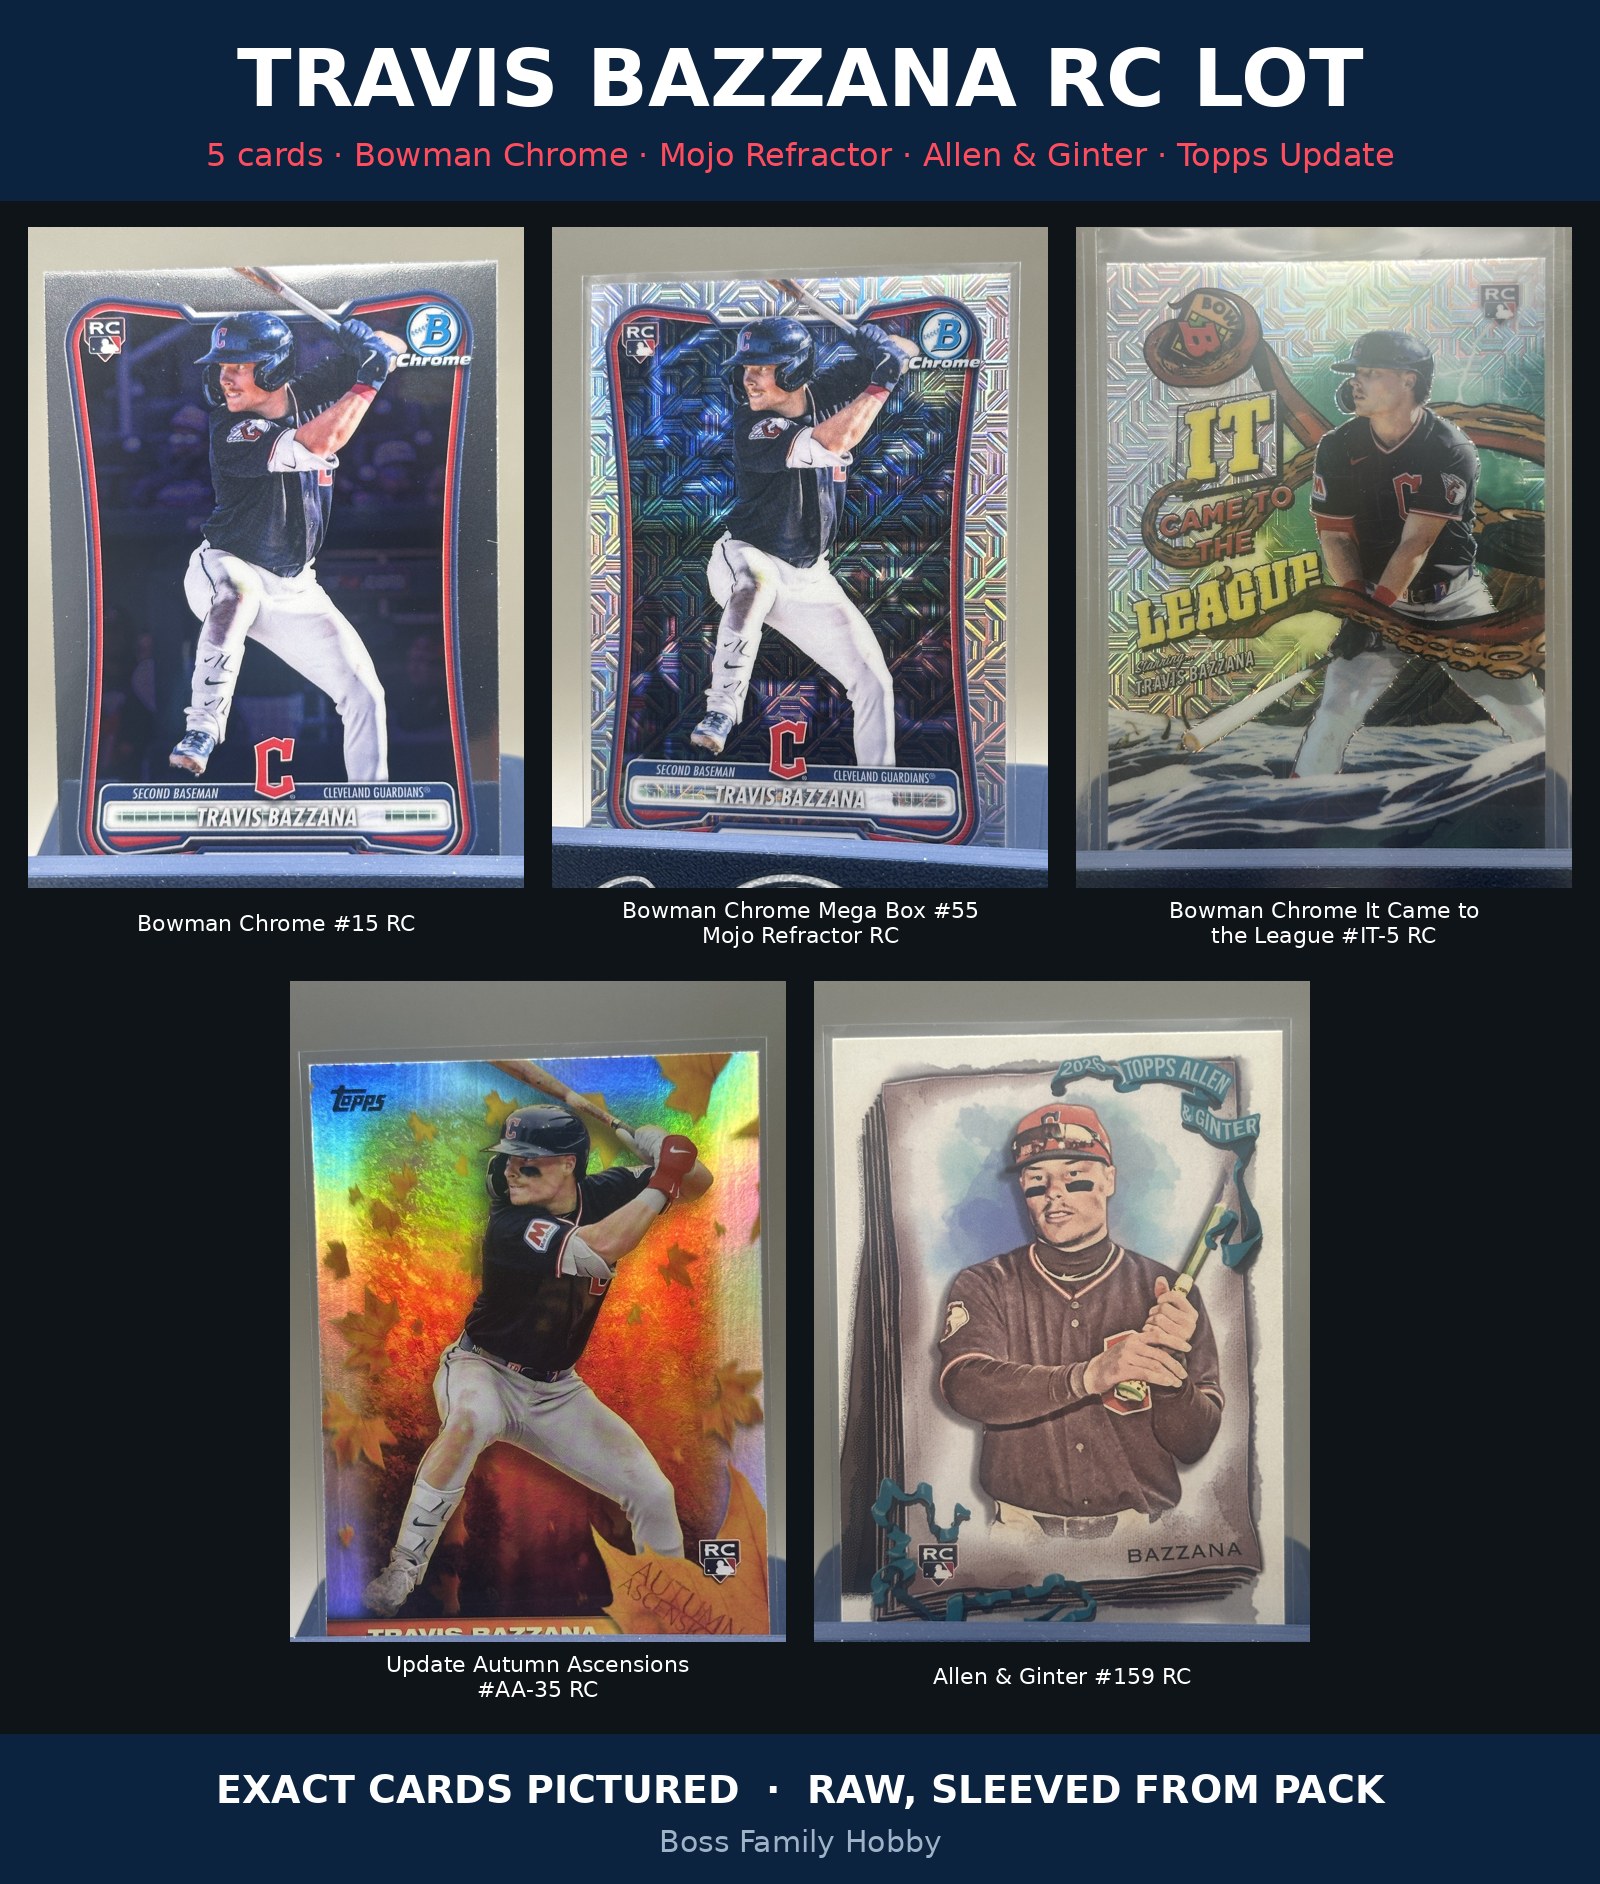 TRAVIS BAZZANA RC LOT
5 cards · Bowman Chrome · Mojo Refractor · Allen & Ginter · Topps Update
RC
B
Chrome
C
SECOND BASEMAN
CLEVELAND GUARDIANS®
TRAVIS BAZZANA
Bowman Chrome #15 RC
RC
B
Chrome
C
SECOND BASEMAN
CLEVELAND GUARDIANS®
TRAVIS BAZZANA
Bowman Chrome Mega Box #55
Mojo Refractor RC
RC
B
IT
CAME TO
THE
LEAGUE
Starring
TRAVIS BAZZANA
C
Bowman Chrome It Came to
the League #IT-5 RC
Topps
C
M
RC
AUTUMN
TRAVIS BAZZANA
Update Autumn Ascensions
#AA-35 RC
2026
TOPPS ALLEN
& GINTER
C
RC
BAZZANA
Allen & Ginter #159 RC
EXACT CARDS PICTURED · RAW, SLEEVED FROM PACK
Boss Family Hobby